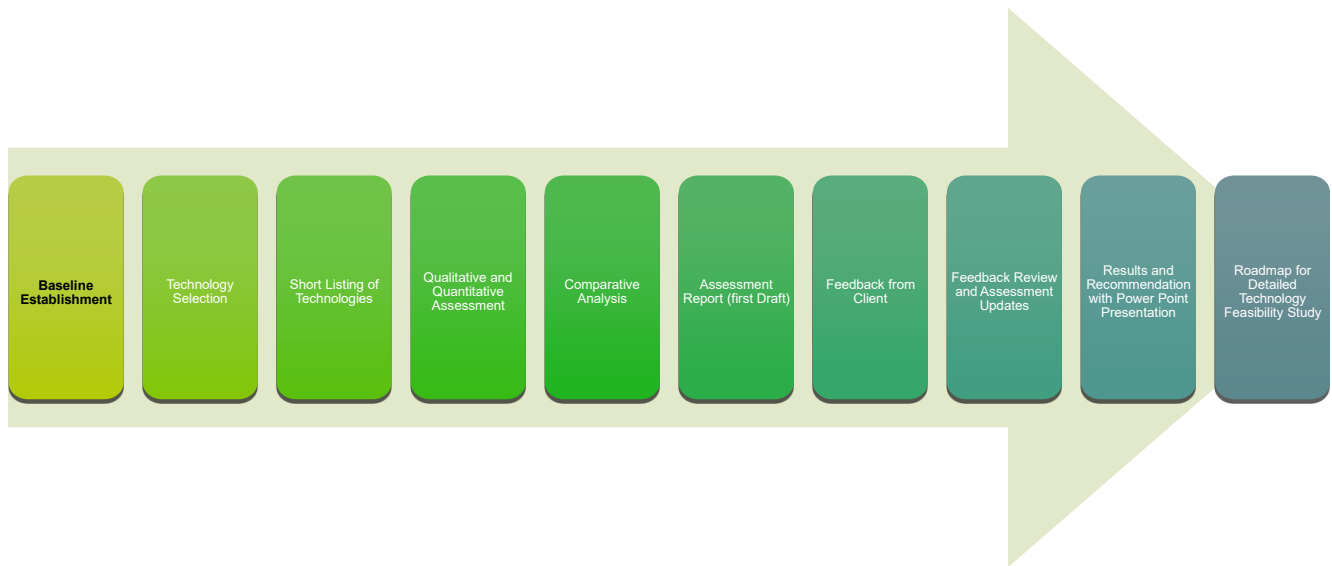 Baseline
Establishment
Technology
Selection
Short Listing of
Technologies
Qualitative and
Quantitative
Assessment
Comparative
Analysis
Assessment
Report (first Draft)
Feedback from
Client
Feedback Review
and Assessment
Updates
Results and
Recommendation
with Power Point
Presentation
Roadmap for
Detailed
Technology
Feasibility Study